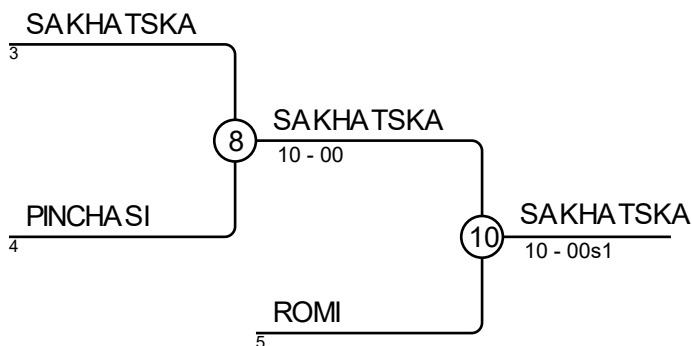 SAKHATSKA
3
8
SAKHATSKA
10 - 00
PINCHASI
4
10
SAKHATSKA
10 - 00s1
ROMI
5